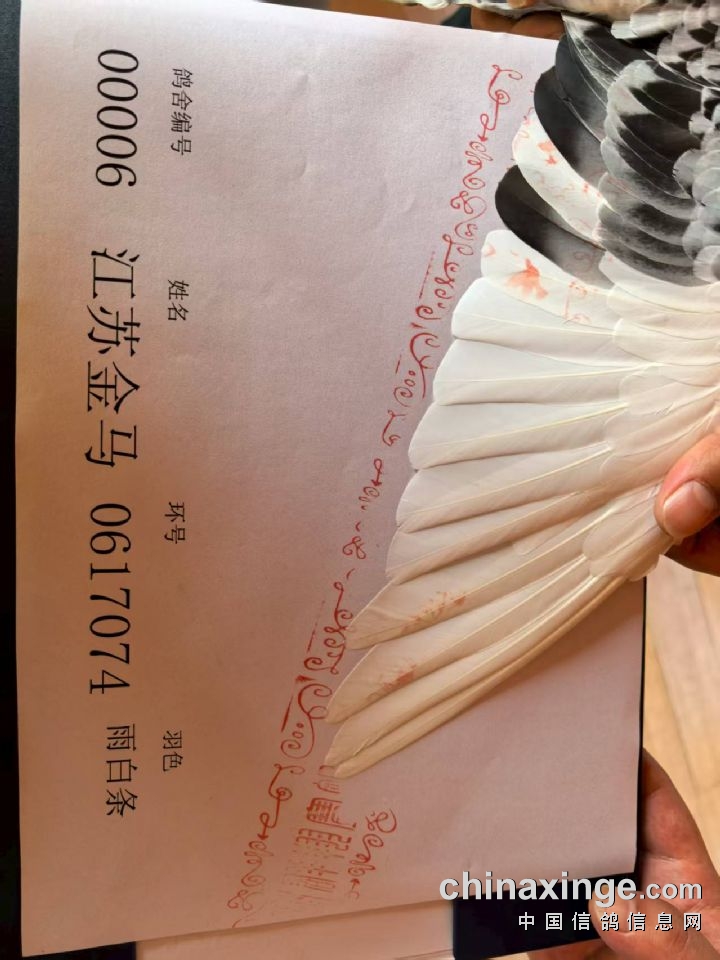 鸽舍编号 姓名 环号 羽色
00006 江苏金马 0617074 雨白条
chinaxinge.com
中国信鸽信息网